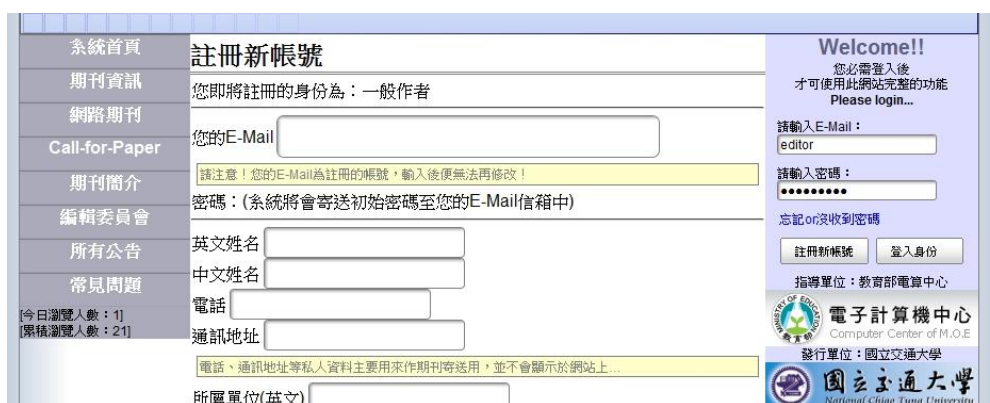 系統首頁
期刊資訊
網路期刊
Call-for-Paper
期刊簡介
編輯委員會
所有公告
常見問題
[今日瀏覽人數：1]
[累積瀏覽人數：21]
註冊新帳號
您即將註冊的身份為：一般作者
您的E-Mail
請注意！您的E-Mail為註冊的帳號，輸入後便無法再修改！
密碼：(系統將會寄送初始密碼至您的E-Mail信箱中)
英文姓名
中文姓名
電話
通訊地址
電話、通訊地址等私人資料主要用來作期刊寄送用，並不會顯示於網站上...
所屬單位(英文)
Welcome!!
您必需登入後
才可使用此網站完整的功能
Please login...
請輸入E-Mail：
editor
請輸入密碼：
•••••••••
忘記or沒收到密碼
註冊新帳號
登入身份
指導單位：教育部電算中心
MINISTRY OF EDUCATION
教育部
電子計算機中心
Computer Center of M.O.E
發行單位：國立交通大學
國立交通大學
National Chiao Tung University